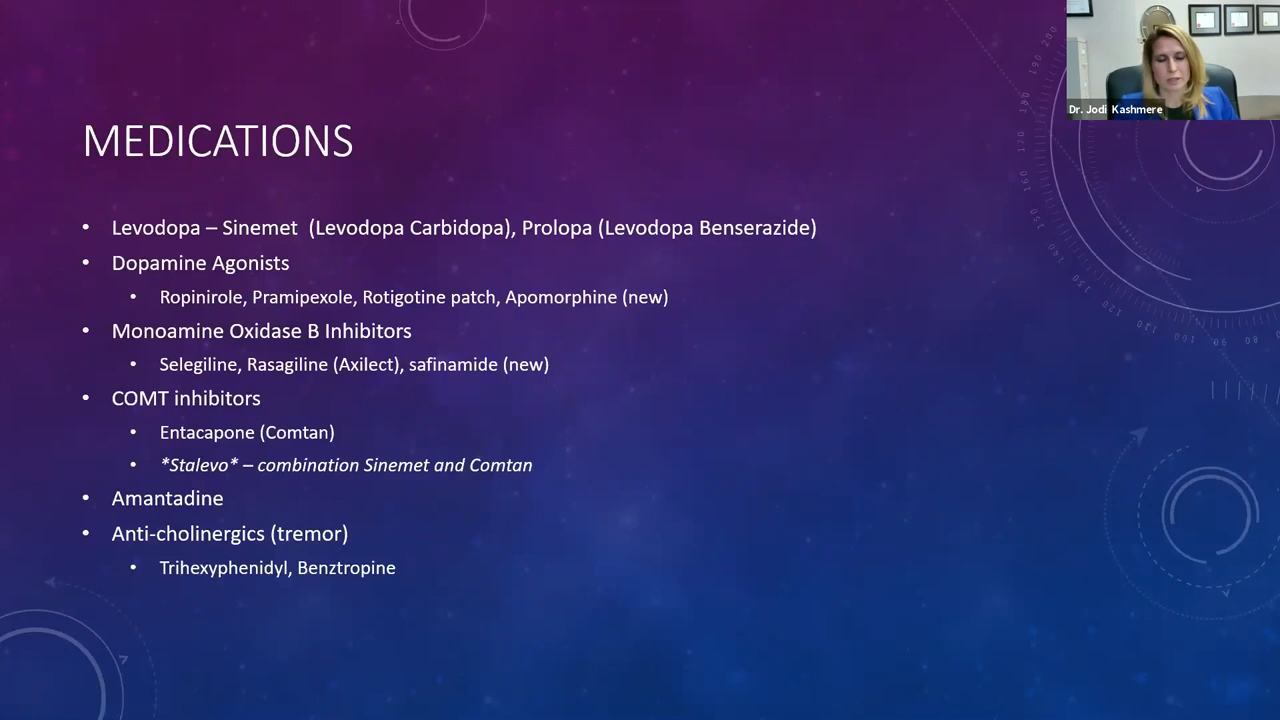 Dr. Jodi Kashmere
MEDICATIONS
• Levodopa – Sinemet (Levodopa Carbidopa), Prolopa (Levodopa Benserazide)
• Dopamine Agonists
• Ropinirole, Pramipexole, Rotigotine patch, Apomorphine (new)
• Monoamine Oxidase B Inhibitors
• Selegiline, Rasagiline (Axilect), safinamide (new)
• COMT inhibitors
• Entacapone (Comtan)
• *Stalevo* – combination Sinemet and Comtan
• Amantadine
• Anti-cholinergics (tremor)
• Trihexyphenidyl, Benztropine